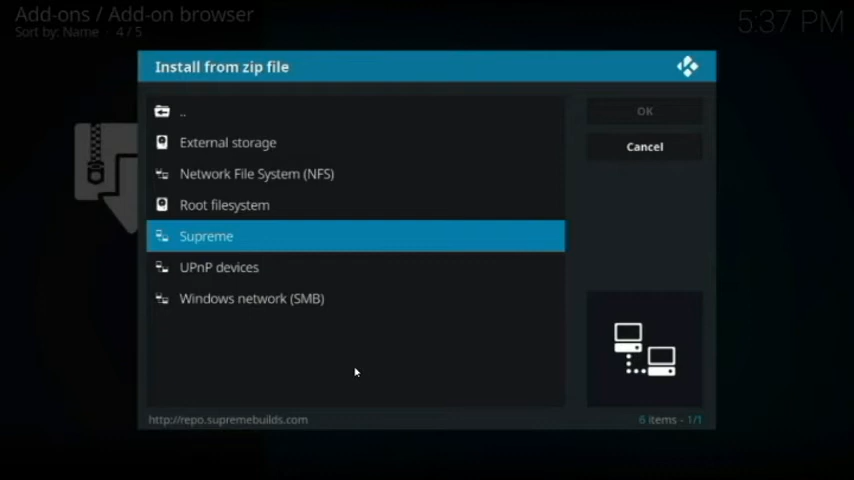 Add-ons / Add-on browser
Sort by: Name · 4 / 5
5:37 PM
Install from zip file
..
OK
External storage
Cancel
Network File System (NFS)
Root filesystem
Supreme
UPnP devices
Windows network (SMB)
http://repo.supremebuilds.com
6 items - 1/1